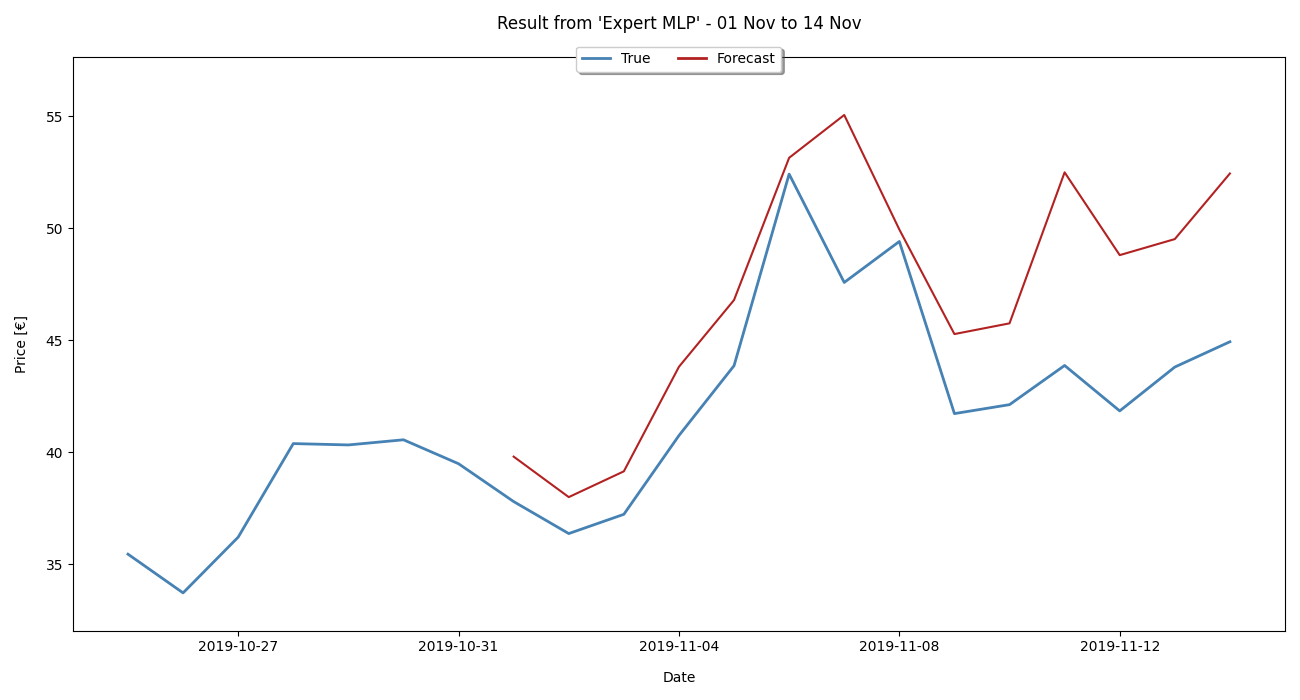 Result from 'Expert MLP' - 01 Nov to 14 Nov
True Forecast
55
50
45
40
35
Price [€]
2019-10-27 2019-10-31 2019-11-04 2019-11-08 2019-11-12
Date